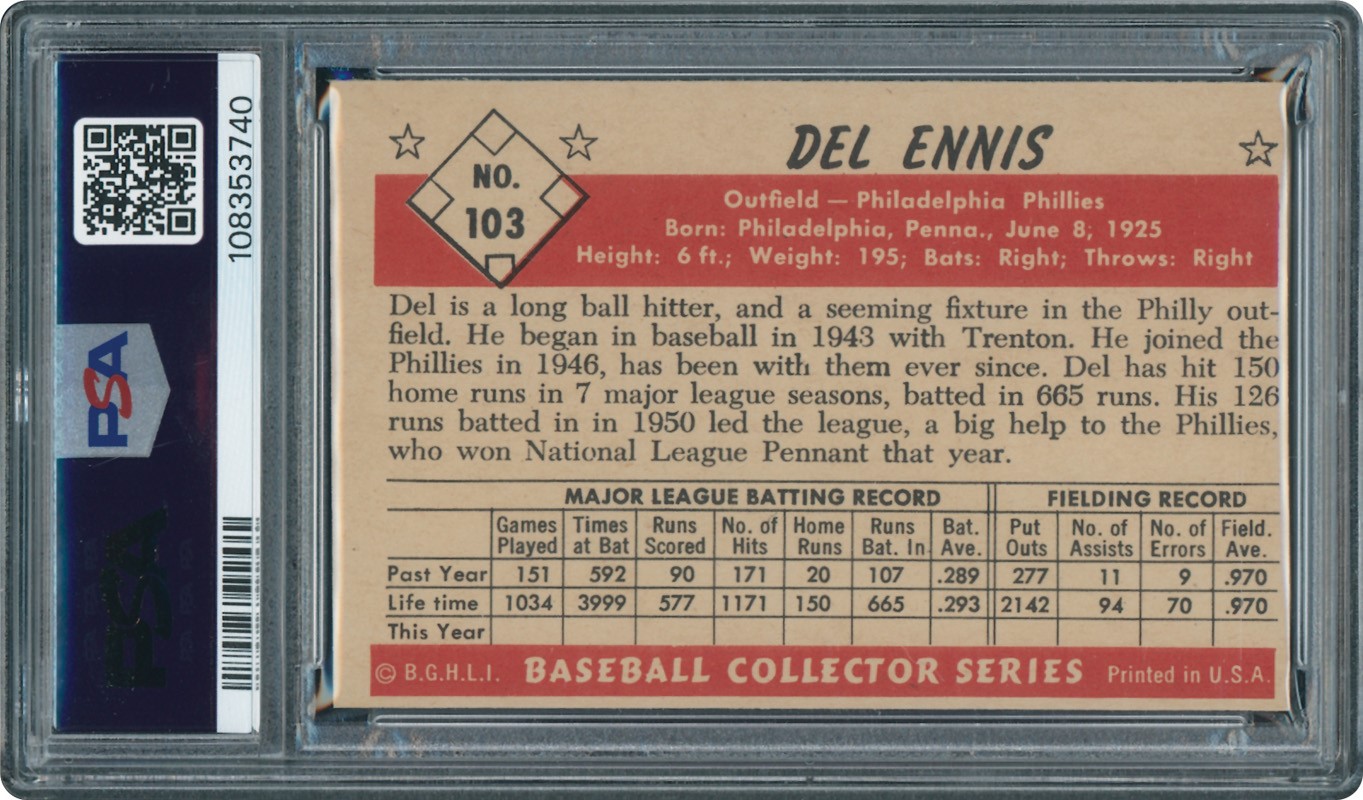 108353740
PSA
PSA
NO.
103
DEL ENNIS
Outfield — Philadelphia Phillies
Born: Philadelphia, Penna., June 8, 1925
Height: 6 ft.; Weight: 195; Bats: Right; Throws: Right
Del is a long ball hitter, and a seeming fixture in the Philly out-
field. He began in baseball in 1943 with Trenton. He joined the
Phillies in 1946, has been with them ever since. Del has hit 150
home runs in 7 major league seasons, batted in 665 runs. His 126
runs batted in in 1950 led the league, a big help to the Phillies,
who won National League Pennant that year.
MAJOR LEAGUE BATTING RECORD FIELDING RECORD
Games Times Runs No. of Home Runs Bat. Put No. of No. of Field.
Played at Bat Scored Hits Runs Bat. In Ave. Outs Assists Errors Ave.
Past Year 151 592 90 171 20 107 .289 277 11 9 .970
Life time 1034 3999 577 1171 150 665 .293 2142 94 70 .970
This Year
© B.G.H.L.I. BASEBALL COLLECTOR SERIES Printed in U.S.A.